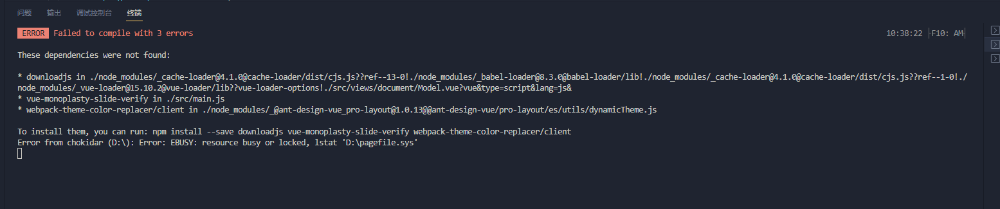 问题 输出 调试控制台 终端
ERROR Failed to compile with 3 errors 10:38:22 ├F10: AM┤
These dependencies were not found:
* downloadjs in ./node_modules/_cache-loader@4.1.0@cache-loader/dist/cjs.js??ref--13-0!./node_modules/_babel-loader@8.3.0@babel-loader/lib!./node_modules/_cache-loader@4.1.0@cache-loader/dist/cjs.js??ref--1-0!./
node_modules/_vue-loader@15.10.2@vue-loader/lib??vue-loader-options!./src/views/document/Model.vue?vue&type=script&lang=js&
* vue-monoplasty-slide-verify in ./src/main.js
* webpack-theme-color-replacer/client in ./node_modules/_@ant-design-vue_pro-layout@1.0.13@@ant-design-vue/pro-layout/es/utils/dynamicTheme.js
To install them, you can run: npm install --save downloadjs vue-monoplasty-slide-verify webpack-theme-color-replacer/client
Error from chokidar (D:\): Error: EBUSY: resource busy or locked, lstat 'D:\pagefile.sys'